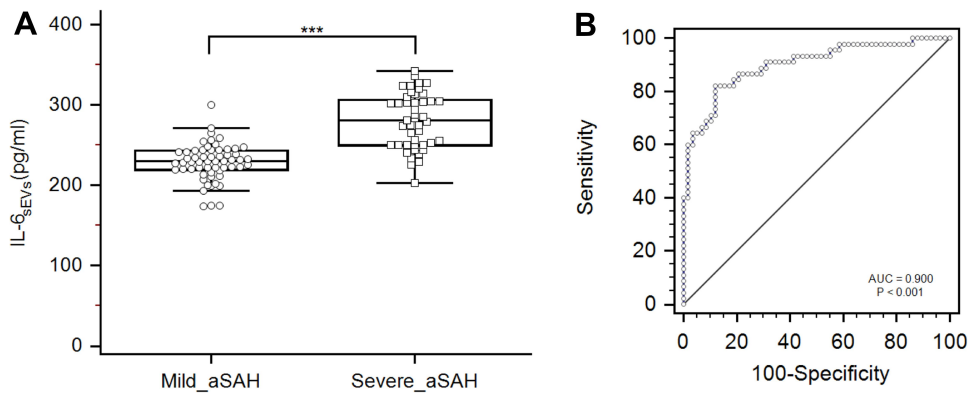 A
400
300
200
100
0
IL-6sEVs(pg/ml)
***
Mild_aSAH
Severe_aSAH
B
100
80
60
40
20
0
Sensitivity
AUC = 0.900
P < 0.001
0 20 40 60 80 100
100-Specificity